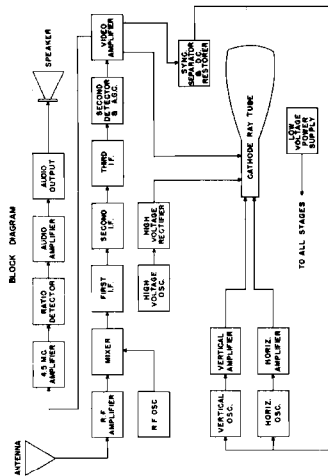 BLOCK DIAGRAM
SPEAKER
AUDIO
OUTPUT
AUDIO
AMPLIFIER
RATIO
DETECTOR
4.5 M.C.
AMPLIFIER
ANTENNA
VIDEO
AMPLIFIER
SECOND
DETECTOR
& A.G.C.
THIRD
I.F.
SECOND
I.F.
FIRST
I.F.
MIXER
R.F.
AMPLIFIER
HIGH
VOLTAGE
RECTIFIER
HIGH
VOLTAGE OSC.
R.F. OSC
SYNC.
SEPARATOR
& D.C.
RESTORER
CATHODE RAY TUBE
VERTICAL
AMPLIFIER
VERTICAL
OSC.
HORIZ.
AMPLIFIER
HORIZ.
OSC.
LOW
VOLTAGE
POWER
SUPPLY
TO ALL STAGES